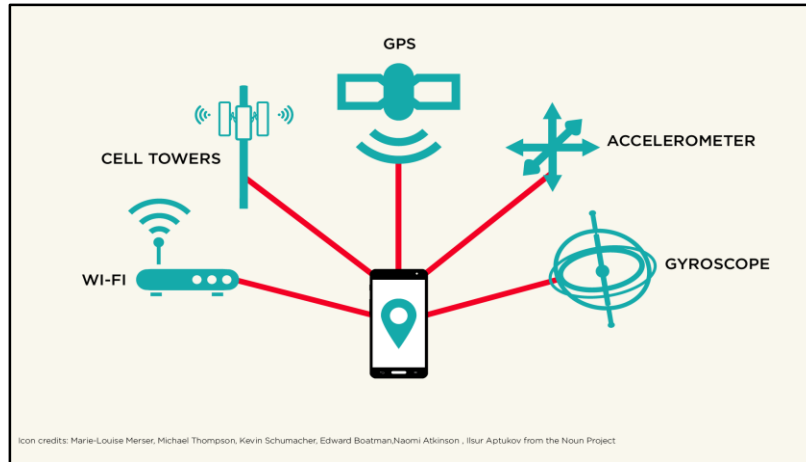 GPS
CELL TOWERS
ACCELEROMETER
WI-FI
GYROSCOPE
Icon credits: Marie-Louise Merser, Michael Thompson, Kevin Schumacher, Edward Boatman,Naomi Atkinson , Ilsur Aptukov from the Noun Project